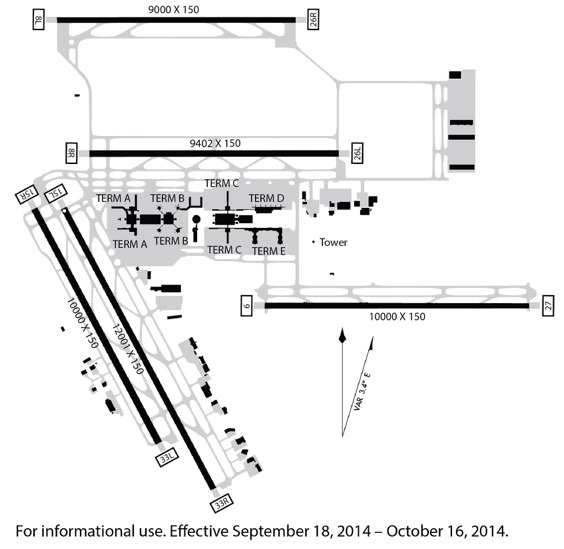 9000 X 150
8L
26R
9402 X 150
8R
26L
15R
15L
TERM A
TERM B
TERM C
TERM D
TERM A
TERM B
TERM C
TERM E
Tower
9
27
10000 X 150
10000 X 150
12001 X 150
VAR 3.4° E
33L
33R
For informational use. Effective September 18, 2014 – October 16, 2014.